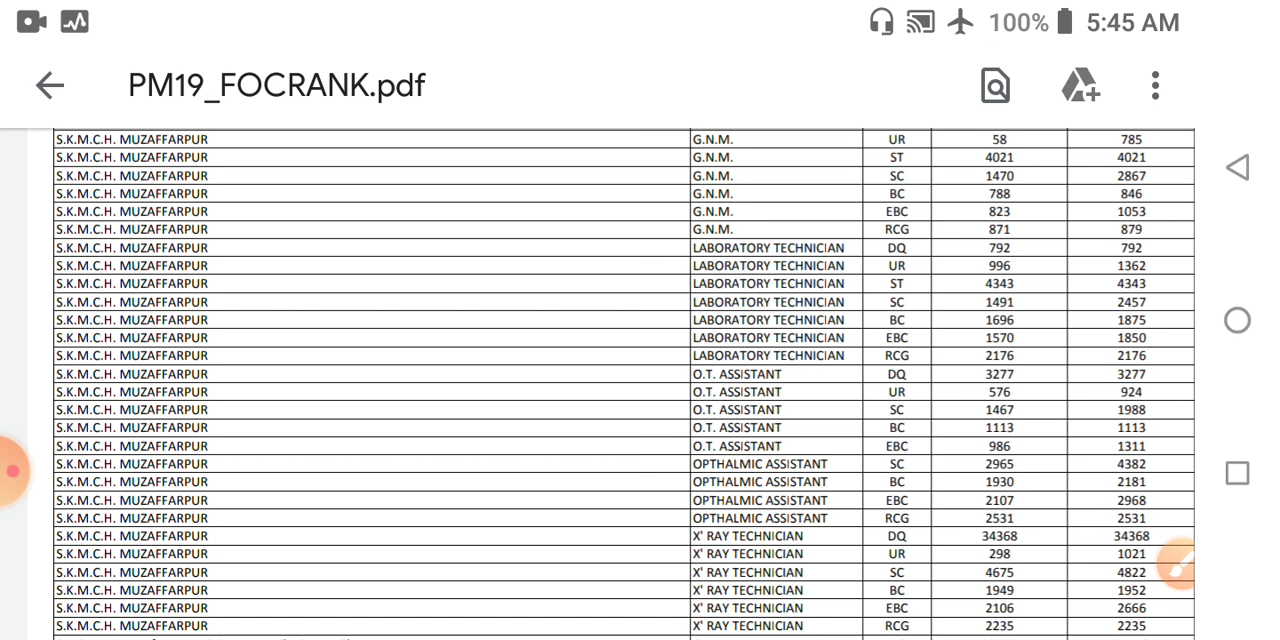 100% 5:45 AM
PM19_FOCRANK.pdf
S.K.M.C.H. MUZAFFARPUR G.N.M. UR 58 785
S.K.M.C.H. MUZAFFARPUR G.N.M. ST 4021 4021
S.K.M.C.H. MUZAFFARPUR G.N.M. SC 1470 2867
S.K.M.C.H. MUZAFFARPUR G.N.M. BC 788 846
S.K.M.C.H. MUZAFFARPUR G.N.M. EBC 823 1053
S.K.M.C.H. MUZAFFARPUR G.N.M. RCG 871 879
S.K.M.C.H. MUZAFFARPUR LABORATORY TECHNICIAN DQ 792 792
S.K.M.C.H. MUZAFFARPUR LABORATORY TECHNICIAN UR 996 1362
S.K.M.C.H. MUZAFFARPUR LABORATORY TECHNICIAN ST 4343 4343
S.K.M.C.H. MUZAFFARPUR LABORATORY TECHNICIAN SC 1491 2457
S.K.M.C.H. MUZAFFARPUR LABORATORY TECHNICIAN BC 1696 1875
S.K.M.C.H. MUZAFFARPUR LABORATORY TECHNICIAN EBC 1570 1850
S.K.M.C.H. MUZAFFARPUR LABORATORY TECHNICIAN RCG 2176 2176
S.K.M.C.H. MUZAFFARPUR O.T. ASSISTANT DQ 3277 3277
S.K.M.C.H. MUZAFFARPUR O.T. ASSISTANT UR 576 924
S.K.M.C.H. MUZAFFARPUR O.T. ASSISTANT SC 1467 1988
S.K.M.C.H. MUZAFFARPUR O.T. ASSISTANT BC 1113 1113
S.K.M.C.H. MUZAFFARPUR O.T. ASSISTANT EBC 986 1311
S.K.M.C.H. MUZAFFARPUR OPTHALMIC ASSISTANT SC 2965 4382
S.K.M.C.H. MUZAFFARPUR OPTHALMIC ASSISTANT BC 1930 2181
S.K.M.C.H. MUZAFFARPUR OPTHALMIC ASSISTANT EBC 2107 2968
S.K.M.C.H. MUZAFFARPUR OPTHALMIC ASSISTANT RCG 2531 2531
S.K.M.C.H. MUZAFFARPUR X' RAY TECHNICIAN DQ 34368 34368
S.K.M.C.H. MUZAFFARPUR X' RAY TECHNICIAN UR 298 1021
S.K.M.C.H. MUZAFFARPUR X' RAY TECHNICIAN SC 4675 4822
S.K.M.C.H. MUZAFFARPUR X' RAY TECHNICIAN BC 1949 1952
S.K.M.C.H. MUZAFFARPUR X' RAY TECHNICIAN EBC 2106 2666
S.K.M.C.H. MUZAFFARPUR X' RAY TECHNICIAN RCG 2235 2235